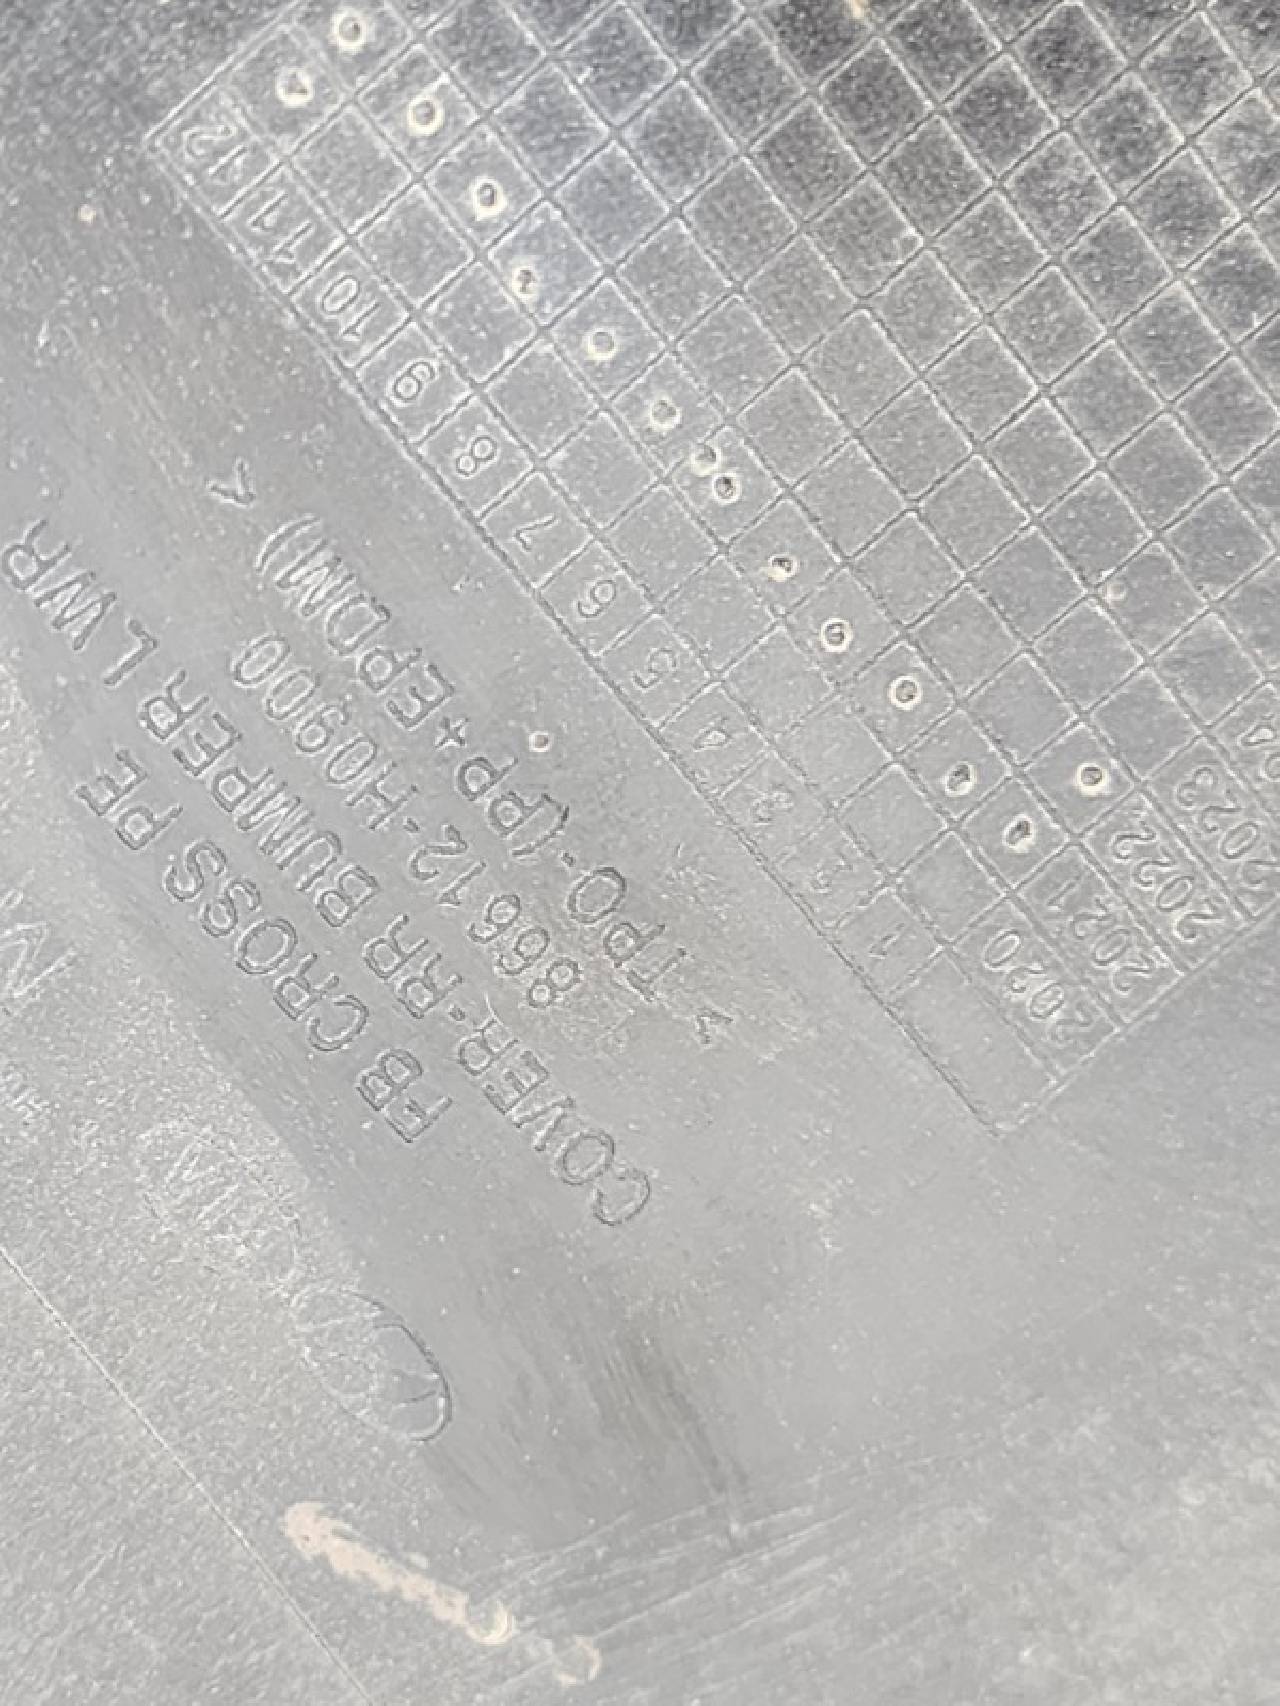 FB CROSS PE
COVER-RR BUMPER LWR
86612-H0900
>TPO-(PP+EPDM)<
1 2 3 4 5 6 7 8 9 10 11 12
2020
2021
2022
2023